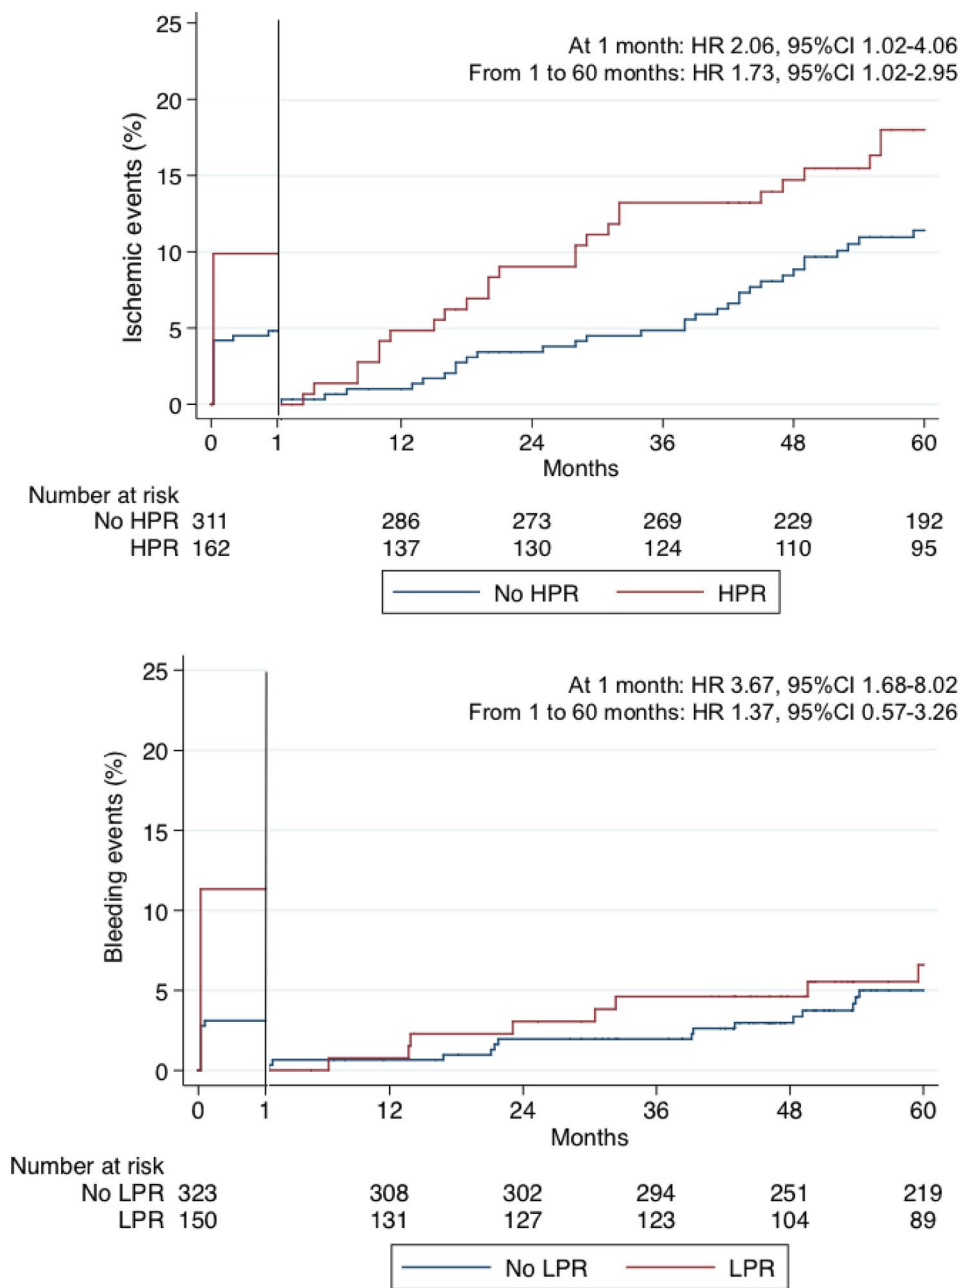 At 1 month: HR 2.06, 95%CI 1.02-4.06
From 1 to 60 months: HR 1.73, 95%CI 1.02-2.95
Ischemic events (%)
25
20
15
10
5
0
0 1 12 24 36 48 60
Months
Number at risk
No HPR 311 286 273 269 229 192
HPR 162 137 130 124 110 95
No HPR HPR
At 1 month: HR 3.67, 95%CI 1.68-8.02
From 1 to 60 months: HR 1.37, 95%CI 0.57-3.26
Bleeding events (%)
25
20
15
10
5
0
0 1 12 24 36 48 60
Months
Number at risk
No LPR 323 308 302 294 251 219
LPR 150 131 127 123 104 89
No LPR LPR